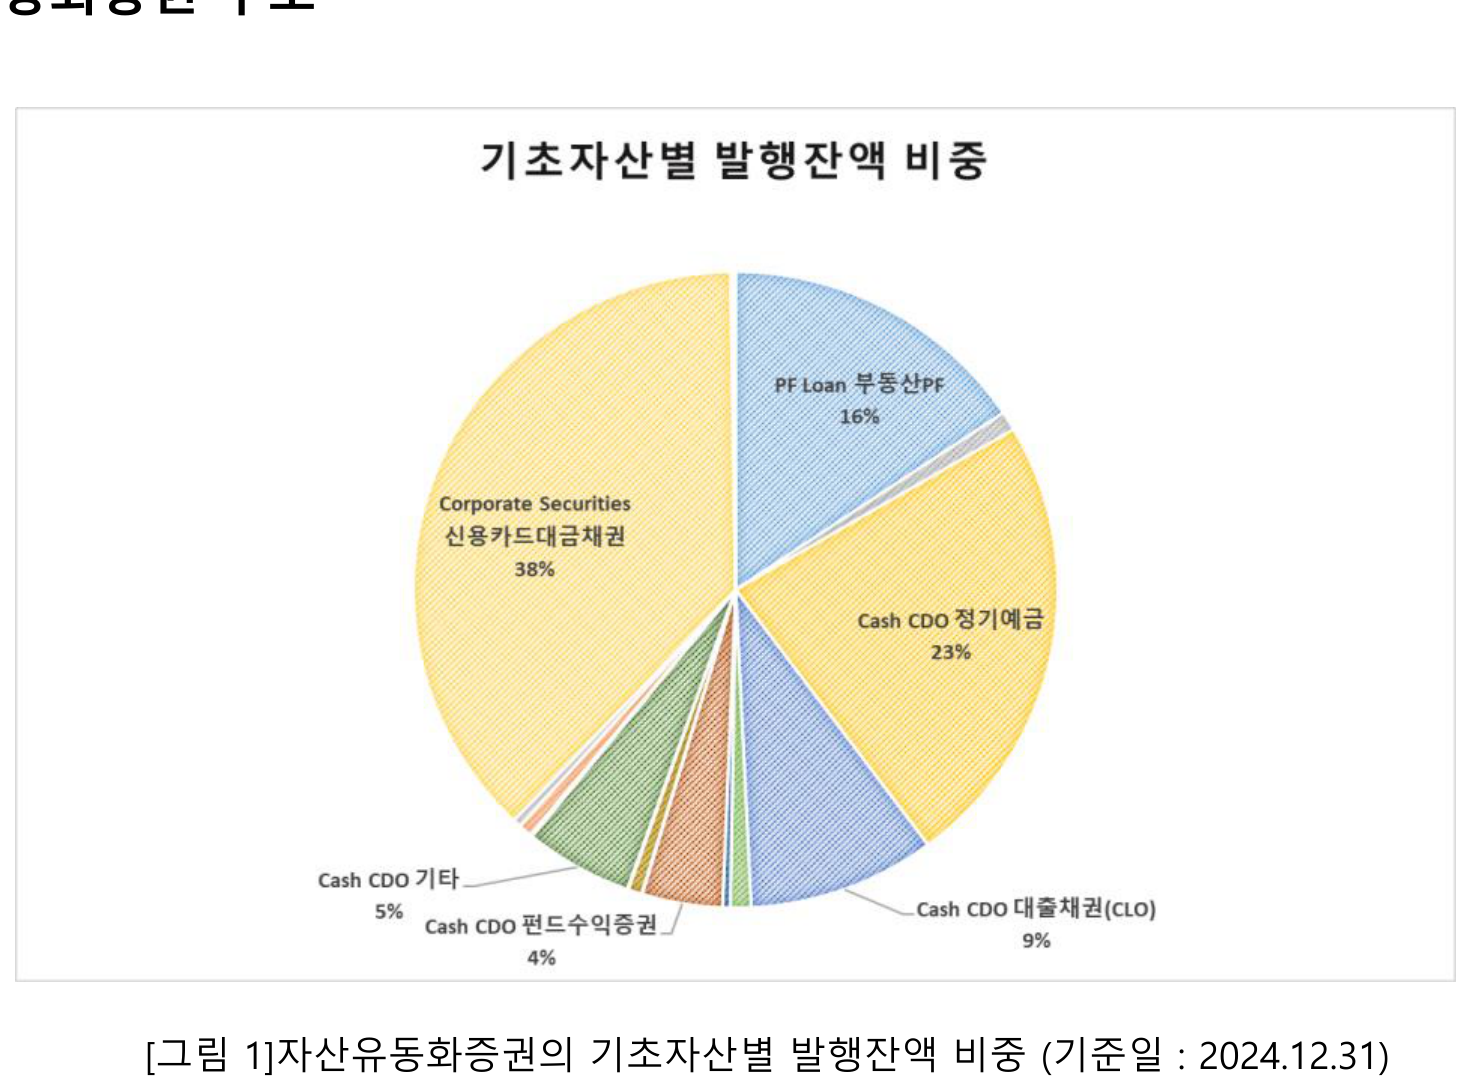 기초자산별 발행잔액 비중
PF Loan 부동산PF
16%
Corporate Securities
신용카드대금채권
38%
Cash CDO 정기예금
23%
Cash CDO 기타
5%
Cash CDO 펀드수익증권
4%
Cash CDO 대출채권(CLO)
9%
[그림 1]자산유동화증권의 기초자산별 발행잔액 비중 (기준일 : 2024.12.31)